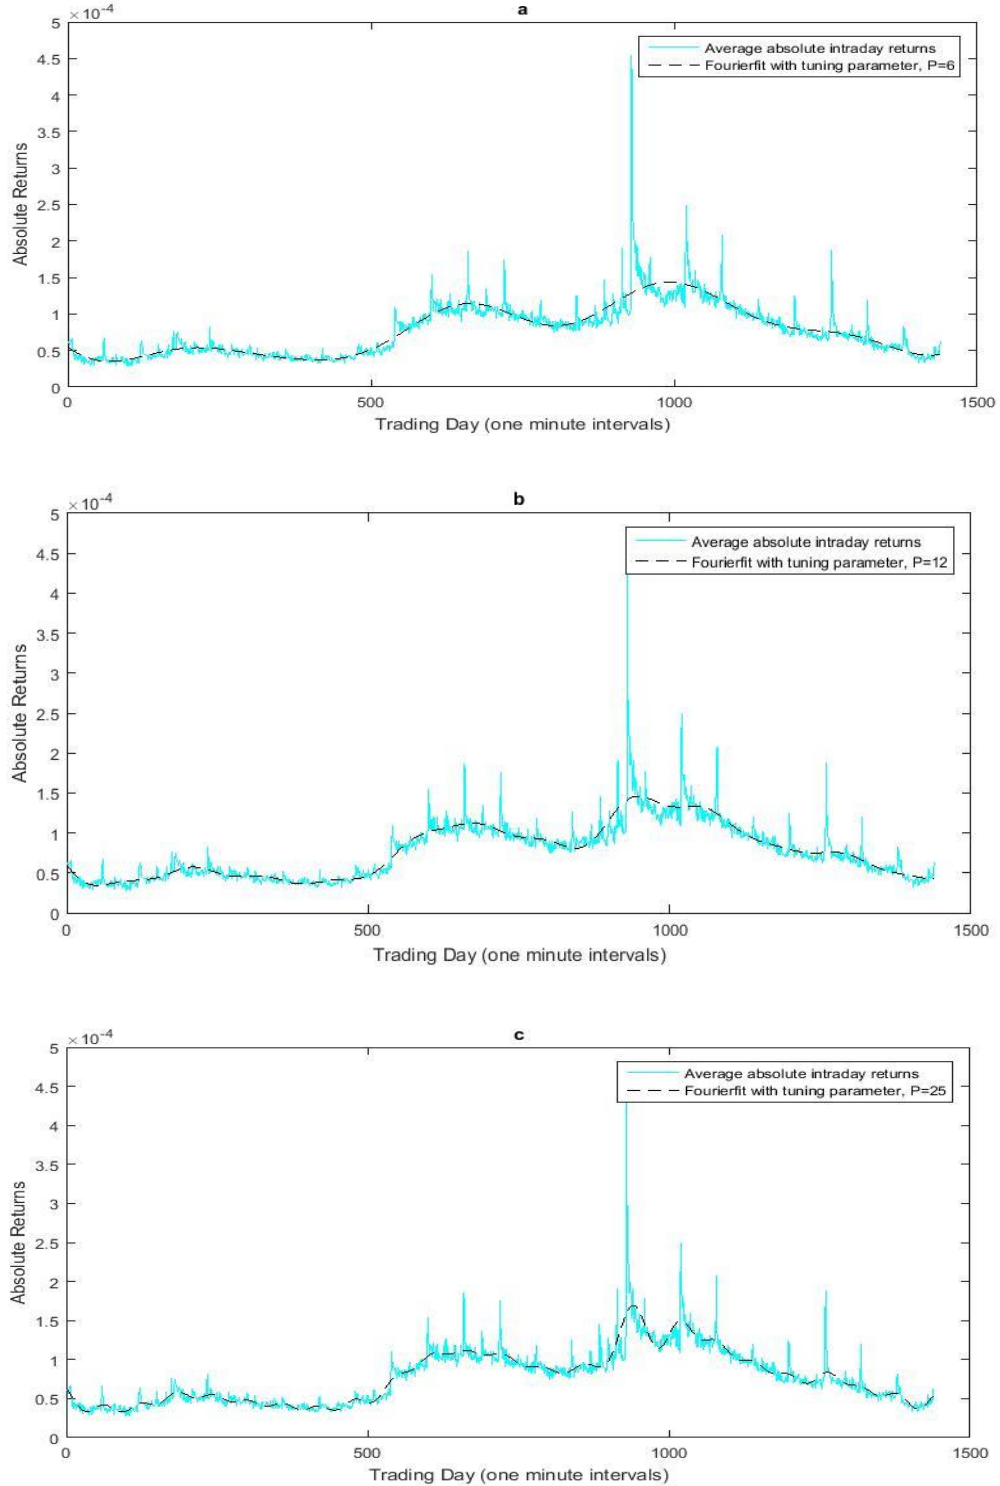 a
×10-4
5
4.5
4
3.5
3
2.5
2
1.5
1
0.5
0
Absolute Returns
Average absolute intraday returns
Fourierfit with tuning parameter, P=6
0 500 1000 1500
Trading Day (one minute intervals)
b
×10-4
5
4.5
4
3.5
3
2.5
2
1.5
1
0.5
0
Absolute Returns
Average absolute intraday returns
Fourierfit with tuning parameter, P=12
0 500 1000 1500
Trading Day (one minute intervals)
c
×10-4
5
4.5
4
3.5
3
2.5
2
1.5
1
0.5
0
Absolute Returns
Average absolute intraday returns
Fourierfit with tuning parameter, P=25
0 500 1000 1500
Trading Day (one minute intervals)